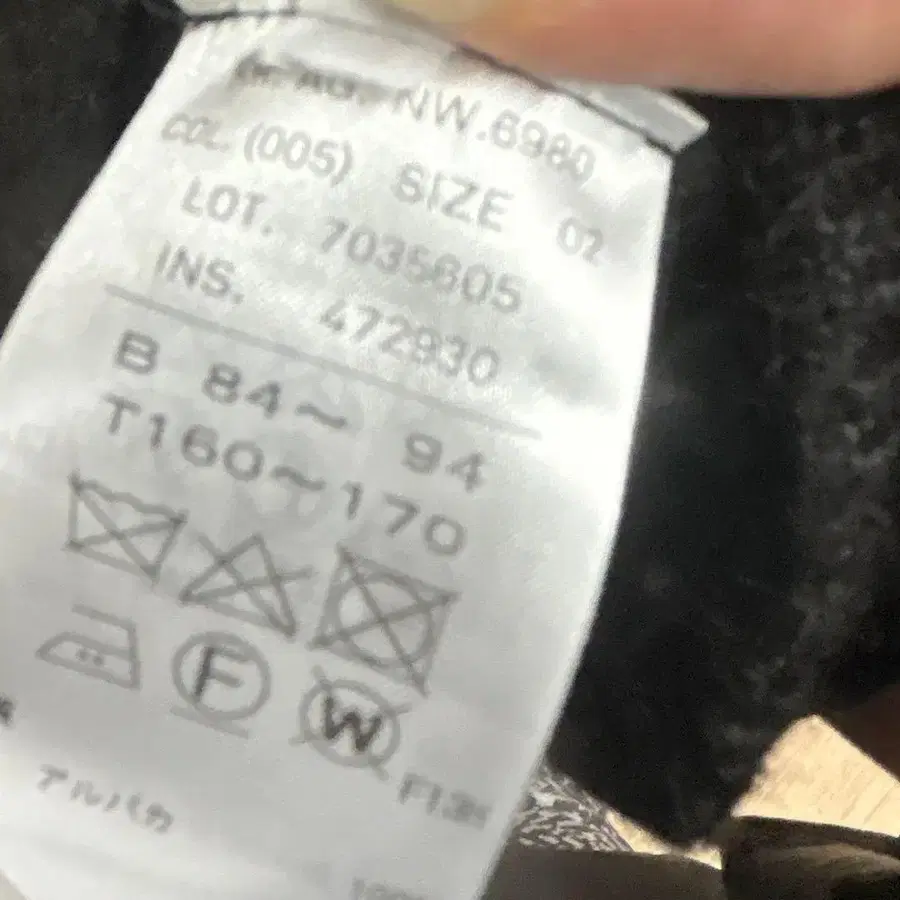 NW.6980
COL. (005) SIZE 02
LOT. 7035605
INS. 472930
B 84～ 94
T160～170
F W
アルパカ